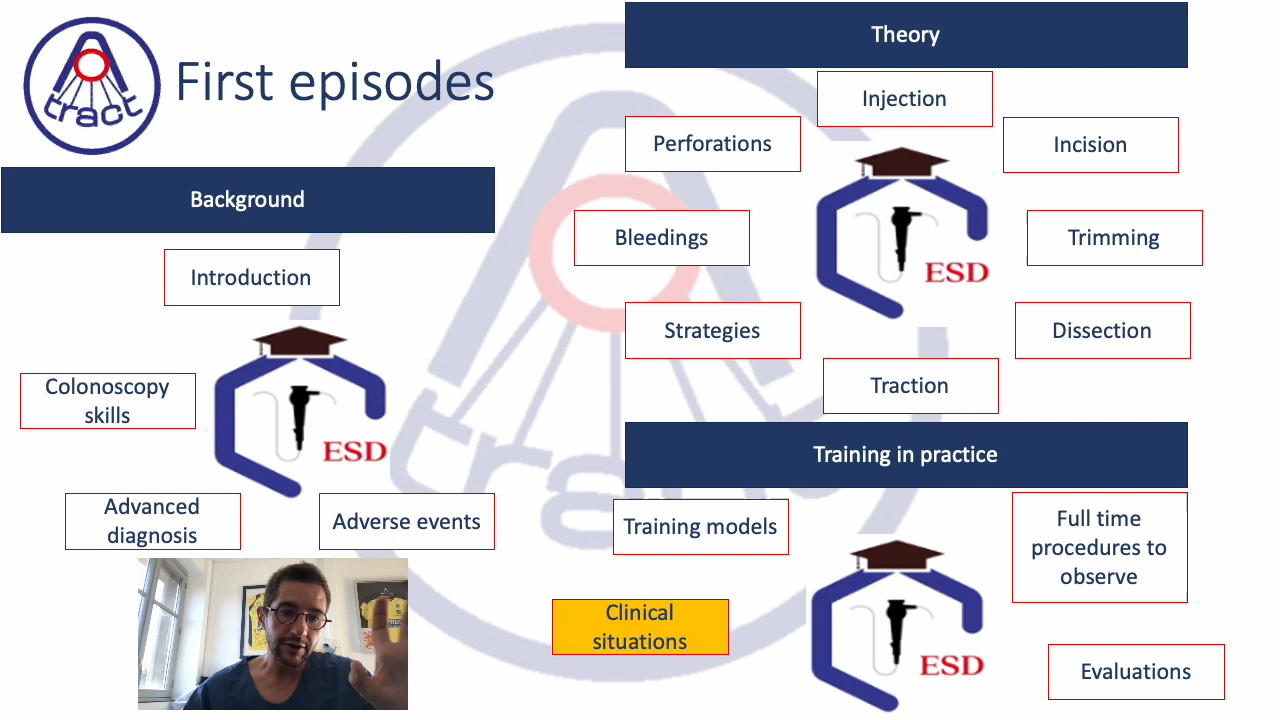 tract
First episodes
Background
Introduction
Colonoscopy
skills
ESD
Advanced
diagnosis
Adverse events
Theory
Injection
Perforations
Incision
Bleedings
Trimming
ESD
Strategies
Dissection
Traction
tract
Training in practice
Training models
Full time
procedures to
observe
Clinical
situations
ESD
Evaluations